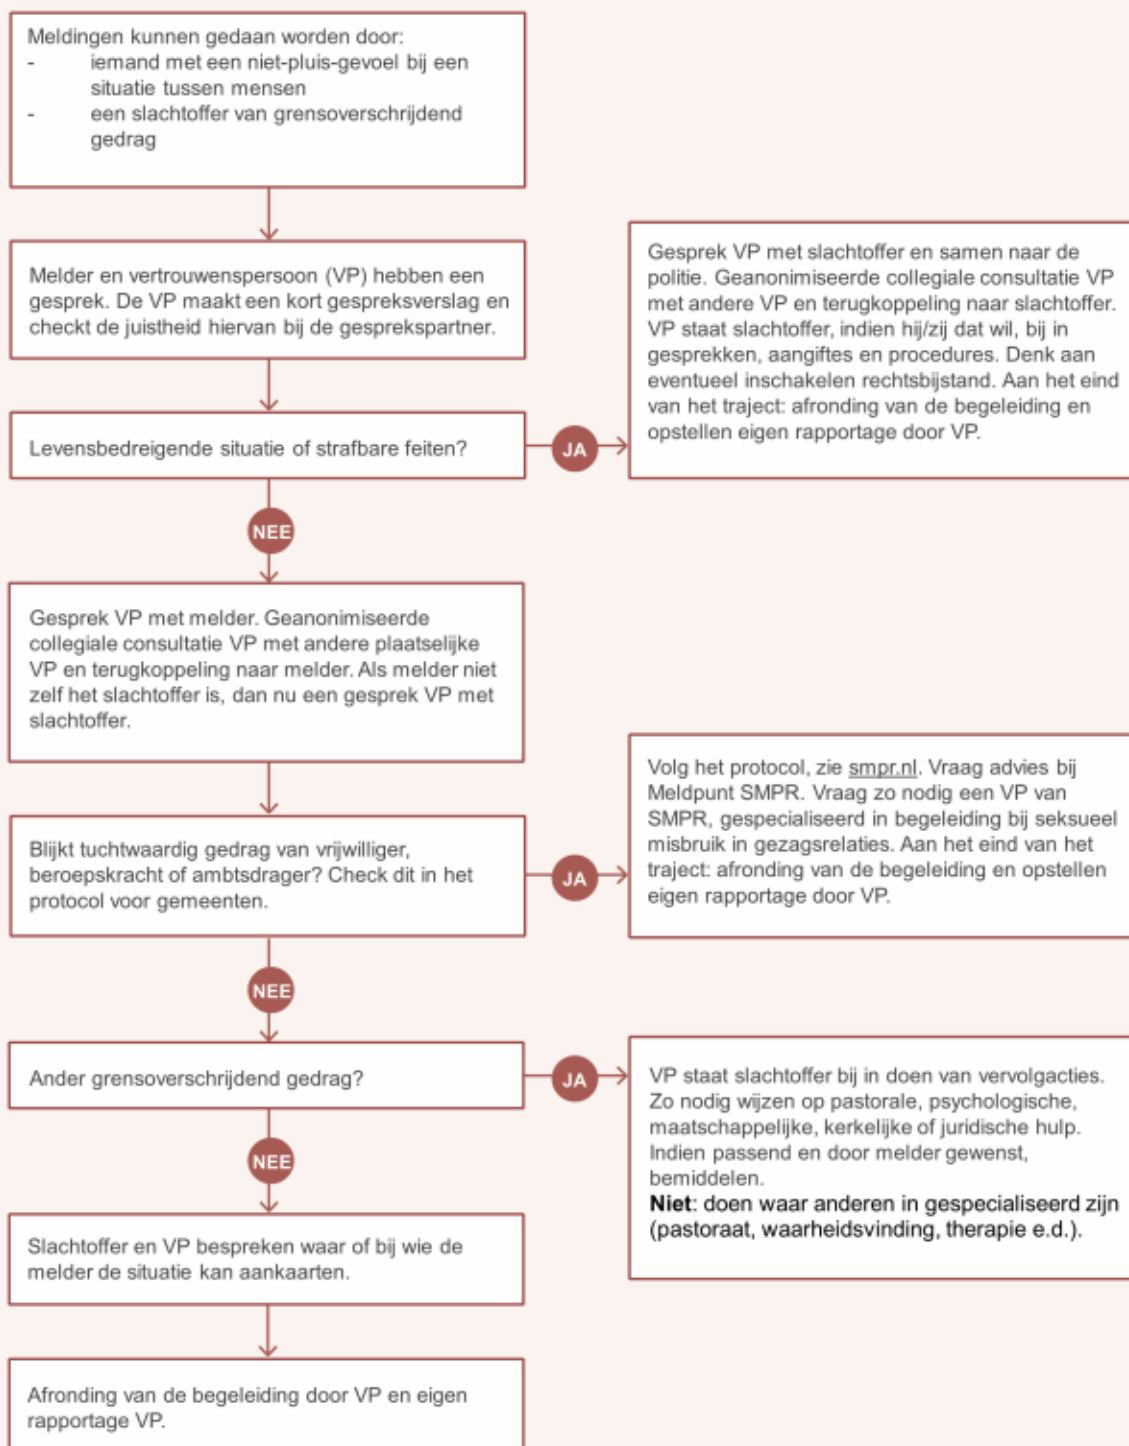 Meldingen kunnen gedaan worden door:
- iemand met een niet-pluis-gevoel bij een
situatie tussen mensen
- een slachtoffer van grensoverschrijdend
gedrag
Melder en vertrouwenspersoon (VP) hebben een
gesprek. De VP maakt een kort gespreksverslag en
checkt de juistheid hiervan bij de gesprekspartner.
Levensbedreigende situatie of strafbare feiten?
JA
Gesprek VP met slachtoffer en samen naar de
politie. Geanonimiseerde collegiale consultatie VP
met andere VP en terugkoppeling naar slachtoffer.
VP staat slachtoffer, indien hij/zij dat wil, bij in
gesprekken, aangiftes en procedures. Denk aan
eventueel inschakelen rechtsbijstand. Aan het eind
van het traject: afronding van de begeleiding en
opstellen eigen rapportage door VP.
NEE
Gesprek VP met melder. Geanonimiseerde
collegiale consultatie VP met andere plaatselijke
VP en terugkoppeling naar melder. Als melder niet
zelf het slachtoffer is, dan nu een gesprek VP met
slachtoffer.
Blijkt tuchtwaardig gedrag van vrijwilliger,
beroepskracht of ambtsdrager? Check dit in het
protocol voor gemeenten.
JA
Volg het protocol, zie smpr.nl. Vraag advies bij
Meldpunt SMPR. Vraag zo nodig een VP van
SMPR, gespecialiseerd in begeleiding bij seksueel
misbruik in gezagsrelaties. Aan het eind van het
traject: afronding van de begeleiding en opstellen
eigen rapportage door VP.
NEE
Ander grensoverschrijdend gedrag?
JA
VP staat slachtoffer bij in doen van vervolgacties.
Zo nodig wijzen op pastorale, psychologische,
maatschappelijke, kerkelijke of juridische hulp.
Indien passend en door melder gewenst,
bemiddelen.
Niet: doen waar anderen in gespecialiseerd zijn
(pastoraat, waarheidsvinding, therapie e.d.).
NEE
Slachtoffer en VP bespreken waar of bij wie de
melder de situatie kan aankaarten.
Afronding van de begeleiding door VP en eigen
rapportage VP.